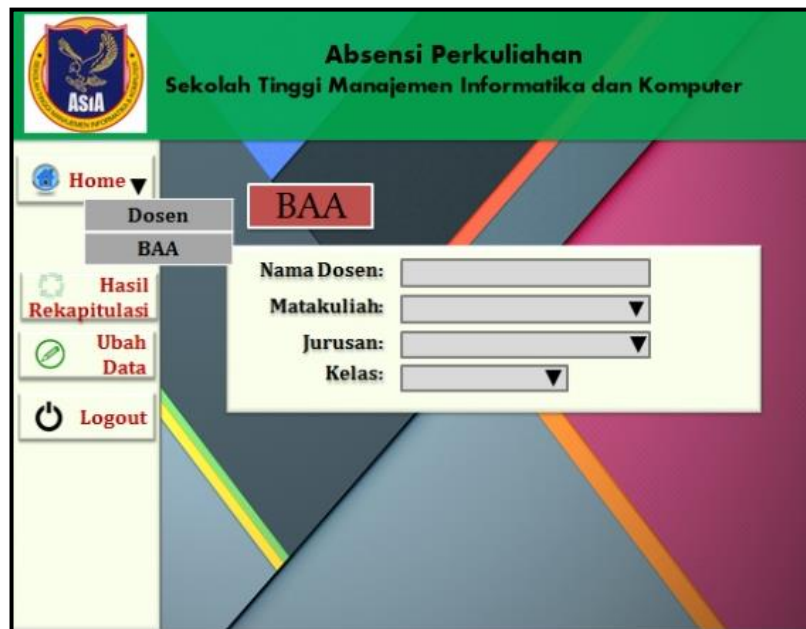 Absensi Perkuliahan
Sekolah Tinggi Manajemen Informatika dan Komputer
ASIA
Home
Dosen
BAA
Hasil
Rekapitulasi
Ubah
Data
Logout
BAA
Nama Dosen:
Matakuliah:
Jurusan:
Kelas: